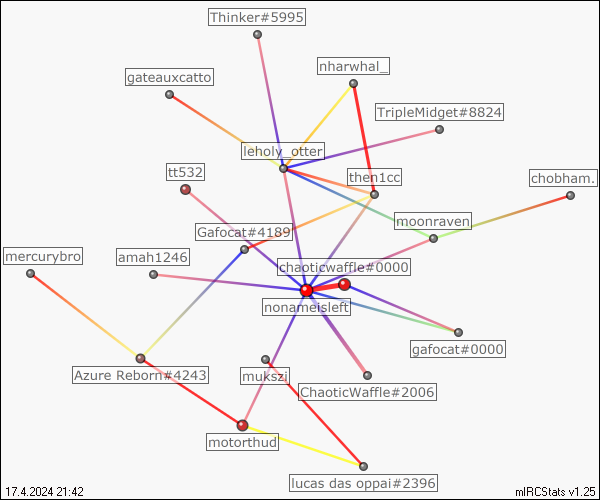 Thinker#5995
nharwhal_
gateauxcatto
TripleMidget#8824
leholy_otter
tt532
then1cc
chobham.
moonraven
Gafocat#4189
mercurybro
amah1246
chaoticwaffle#0000
nonameisleft
gafocat#0000
Azure Reborn#4243
mukszi
ChaoticWaffle#2006
motorthud
lucas das oppai#2396
17.4.2024 21:42
mIRCStats v1.25